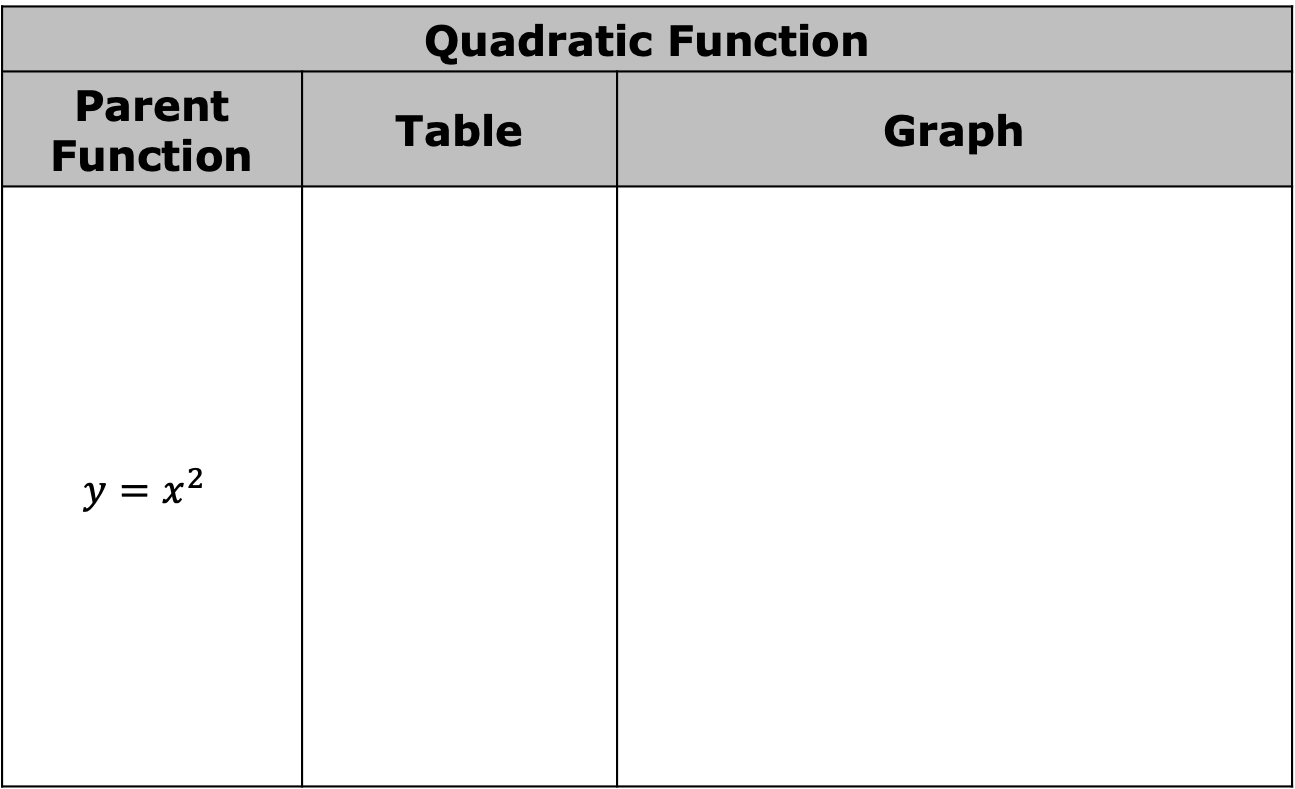 Quadratic Function
Parent
Function
Table
Graph
y = x²